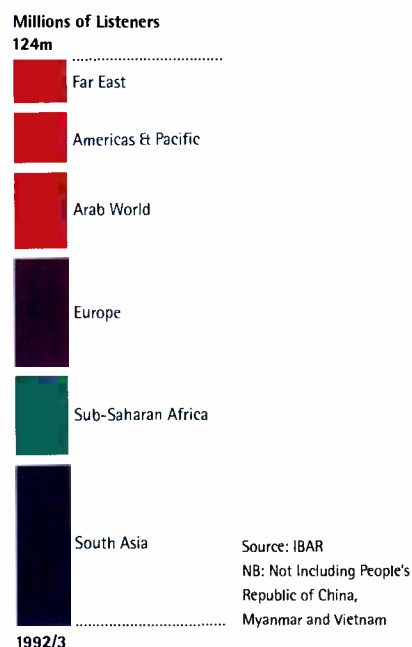 Millions of Listeners
124m
Far East
Americas & Pacific
Arab World
Europe
Sub-Saharan Africa
South Asia
1992/3
Source: IBAR
NB: Not Including People's
Republic of China,
Myanmar and Vietnam